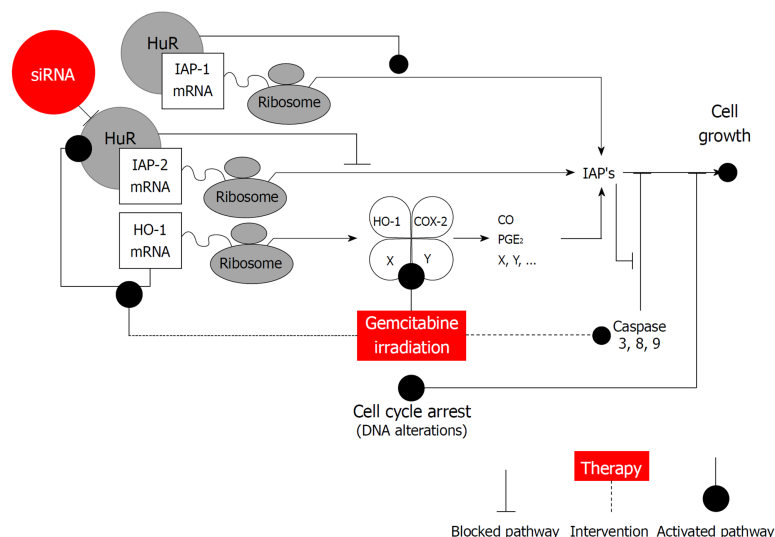 HuR
siRNA
IAP-1
mRNA
Ribosome
Cell
growth
HuR
IAP-2
mRNA
Ribosome
IAP's
HO-1
mRNA
Ribosome
HO-1
COX-2
X
Y
CO
PGE₂
X, Y, ...
Gemcitabine
irradiation
Caspase
3, 8, 9
Cell cycle arrest
(DNA alterations)
Therapy
Blocked pathway
Intervention
Activated pathway